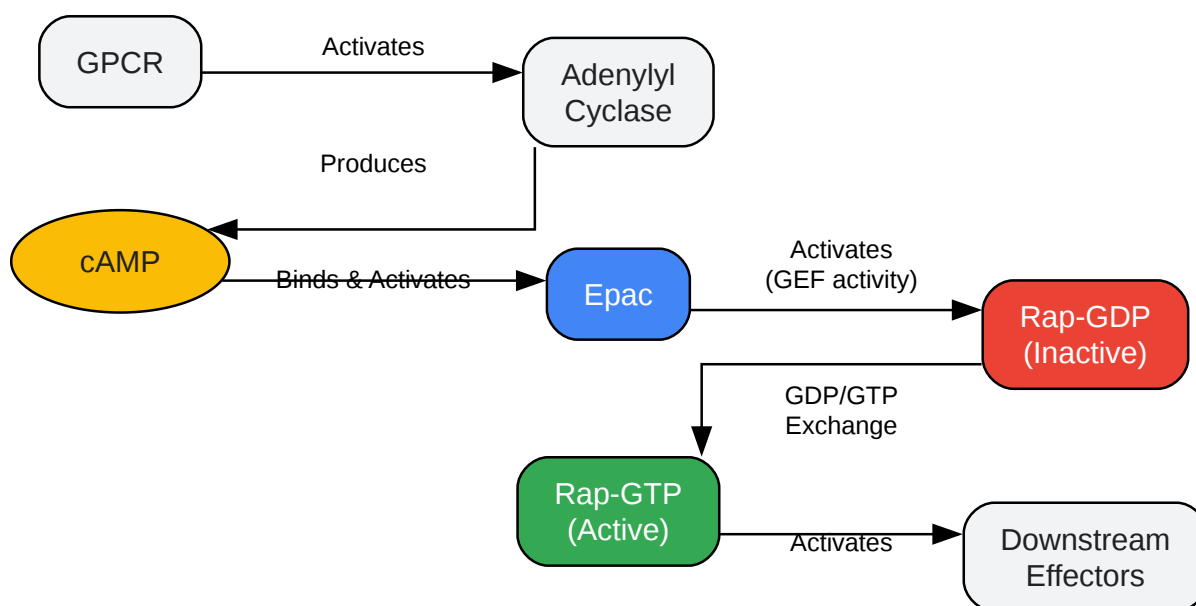 GPCR
Activates
Adenylyl
Cyclase
Produces
cAMP
Binds & Activates
Epac
Activates
(GEF activity)
Rap-GDP
(Inactive)
GDP/GTP
Exchange
Rap-GTP
(Active)
Activates
Downstream
Effectors